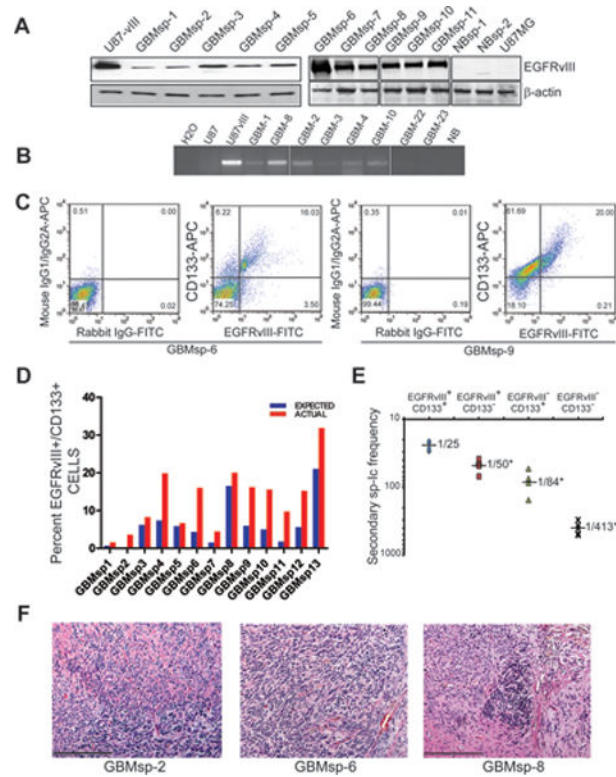 A
U87-vIII
GBMsp-1
GBMsp-2
GBMsp-3
GBMsp-4
GBMsp-5
GBMsp-6
GBMsp-7
GBMsp-8
GBMsp-9
GBMsp-10
GBMsp-11
NBsp-1
NBsp-2
U87MG
EGFRvIII
β-actin
B
H2O
U87
U87vIII
GBM-1
GBM-8
GBM-2
GBM-3
GBM-4
GBM-10
GBM-22
GBM-23
NB
C
Mouse IgG1/IgG2A-APC
0.51 0.00
0.02
Rabbit IgG-FITC
CD133-APC
6.22 16.03
74.25 3.50
EGFRvIII-FITC
GBMsp-6
Mouse IgG1/IgG2A-APC
0.35 0.01
99.44 0.19
Rabbit IgG-FITC
CD133-APC
61.69 20.00
18.10 0.21
EGFRvIII-FITC
GBMsp-9
10⁰ 10¹ 10² 10³ 10⁴
D
Percent EGFRvIII+/CD133+
CELLS
40
30
20
10
0
EXPECTED
ACTUAL
GBMsp1
GBMsp2
GBMsp3
GBMsp4
GBMsp5
GBMsp6
GBMsp7
GBMsp8
GBMsp9
GBMsp10
GBMsp11
GBMsp12
GBMsp13
E
EGFRvIII⁺ EGFRvIII⁺ EGFRvIII⁻ EGFRvIII⁻
CD133⁺ CD133⁻ CD133⁺ CD133⁻
Secondary sp-Ic frequency
10
100
1000
1/25
1/50*
1/84*
1/413*
F
GBMsp-2
GBMsp-6
GBMsp-8